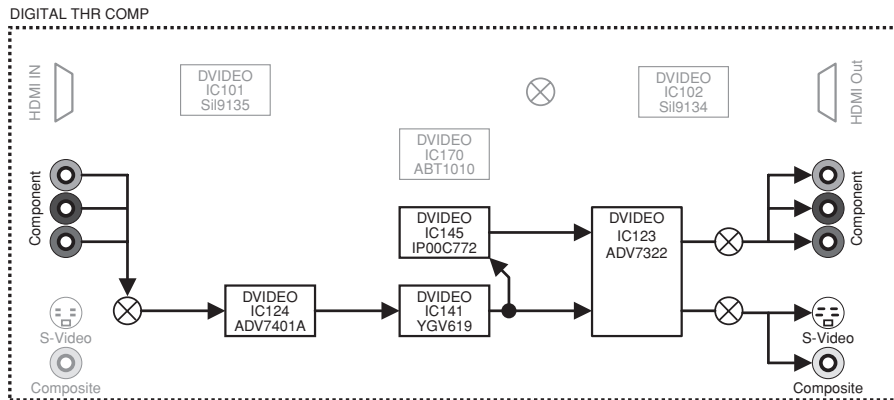 DIGITAL THR COMP
HDMI IN
DVIDEO
IC101
Sil9135
DVIDEO
IC102
Sil9134
HDMI Out
DVIDEO
IC170
ABT1010
Component
DVIDEO
IC145
IP00C772
DVIDEO
IC123
ADV7322
Component
DVIDEO
IC124
ADV7401A
DVIDEO
IC141
YGV619
S-Video
Composite
S-Video
Composite